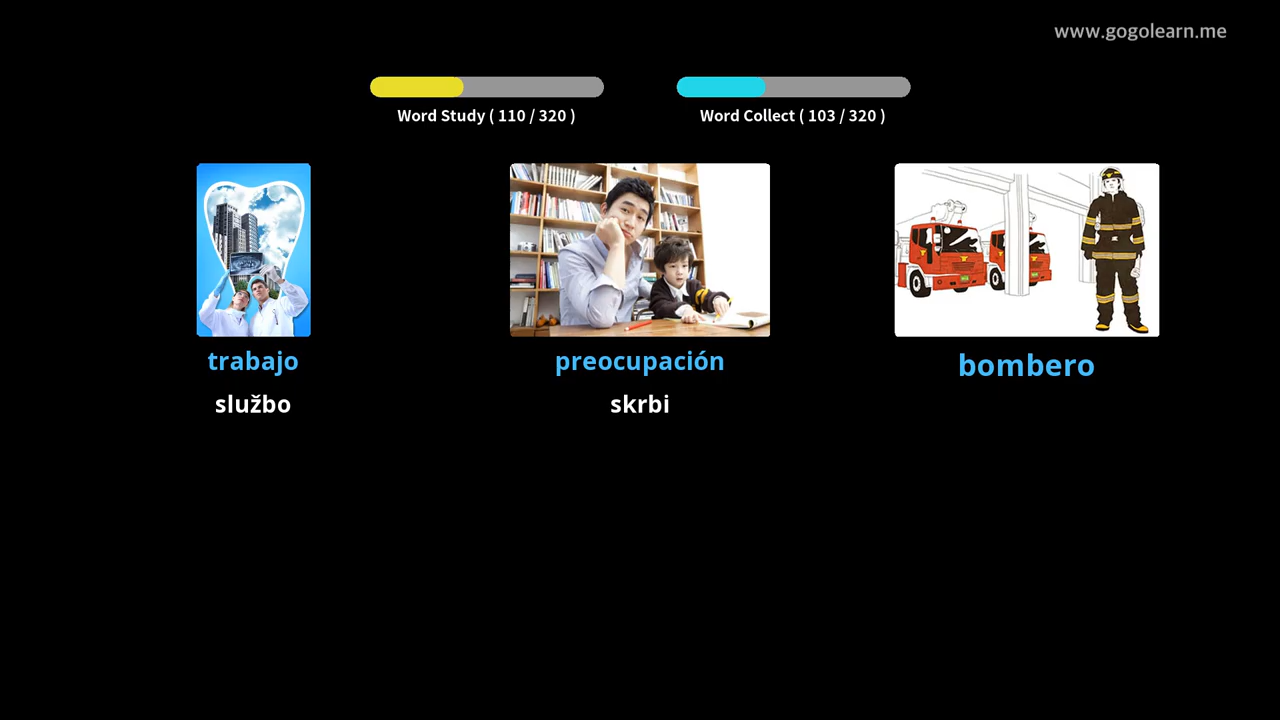 www.gogolearn.me
Word Study ( 110 / 320 )
Word Collect ( 103 / 320 )
trabajo
preocupación
bombero
službo
skrbi